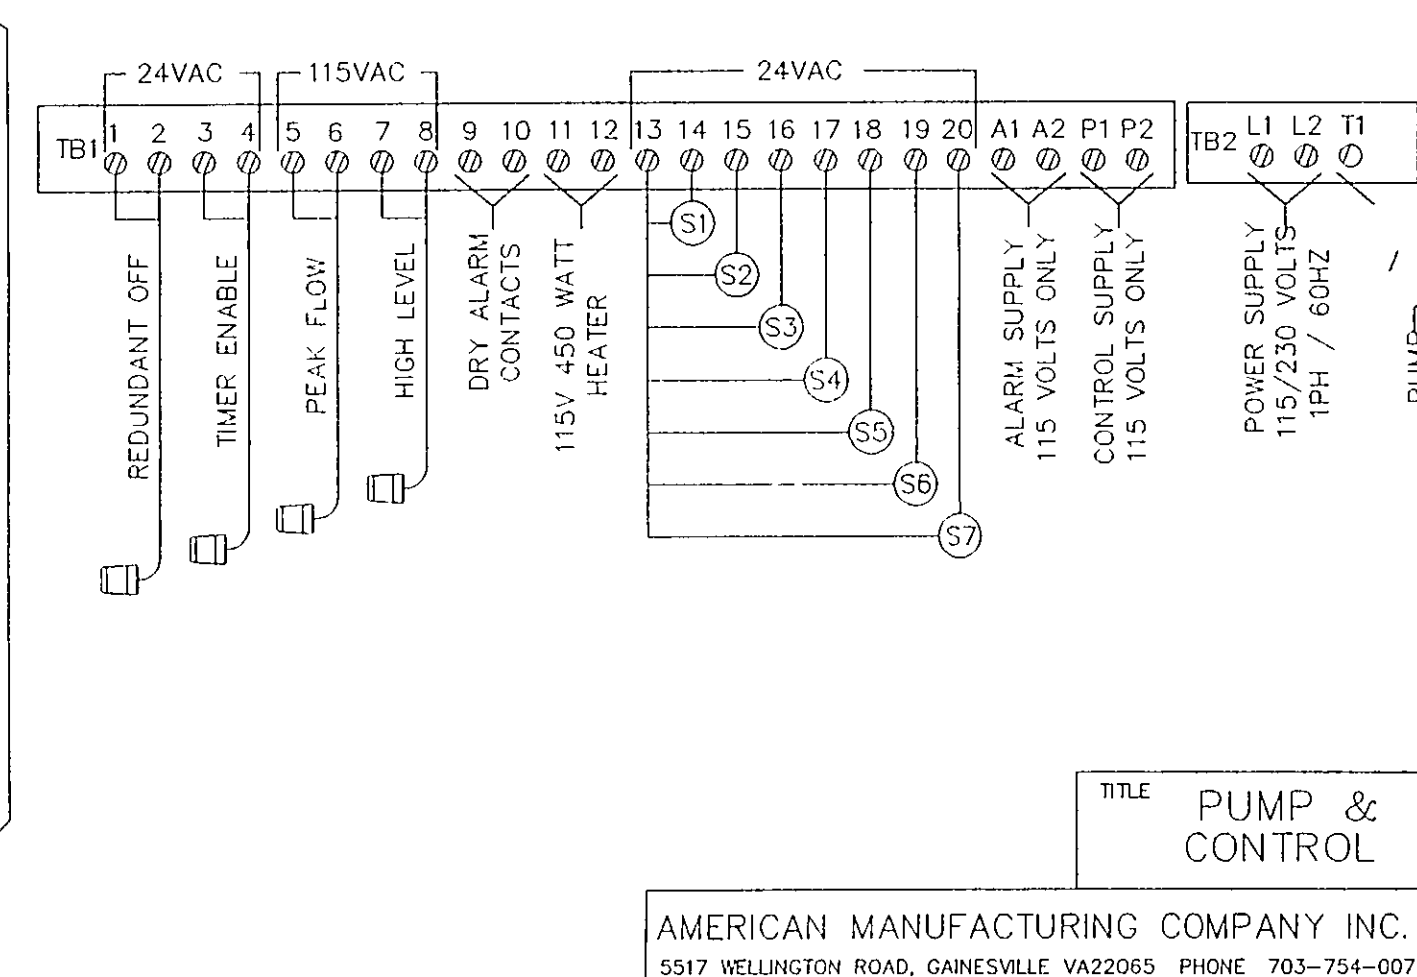 24VAC
115VAC
24VAC
TB1 1 2 3 4 5 6 7 8 9 10 11 12 13 14 15 16 17 18 19 20 A1 A2 P1 P2
TB2 L1 L2 T1
REDUNDANT OFF
TIMER ENABLE
PEAK FLOW
HIGH LEVEL
DRY ALARM
CONTACTS
115V 450 WATT
HEATER
S1
S2
S3
S4
S5
S6
S7
ALARM SUPPLY
115 VOLTS ONLY
CONTROL SUPPLY
115 VOLTS ONLY
POWER SUPPLY
115/230 VOLTS
1PH / 60HZ
PUMP
TITLE
PUMP &
CONTROL
AMERICAN MANUFACTURING COMPANY INC.
5517 WELLINGTON ROAD, GAINESVILLE VA22065 PHONE 703-754-007